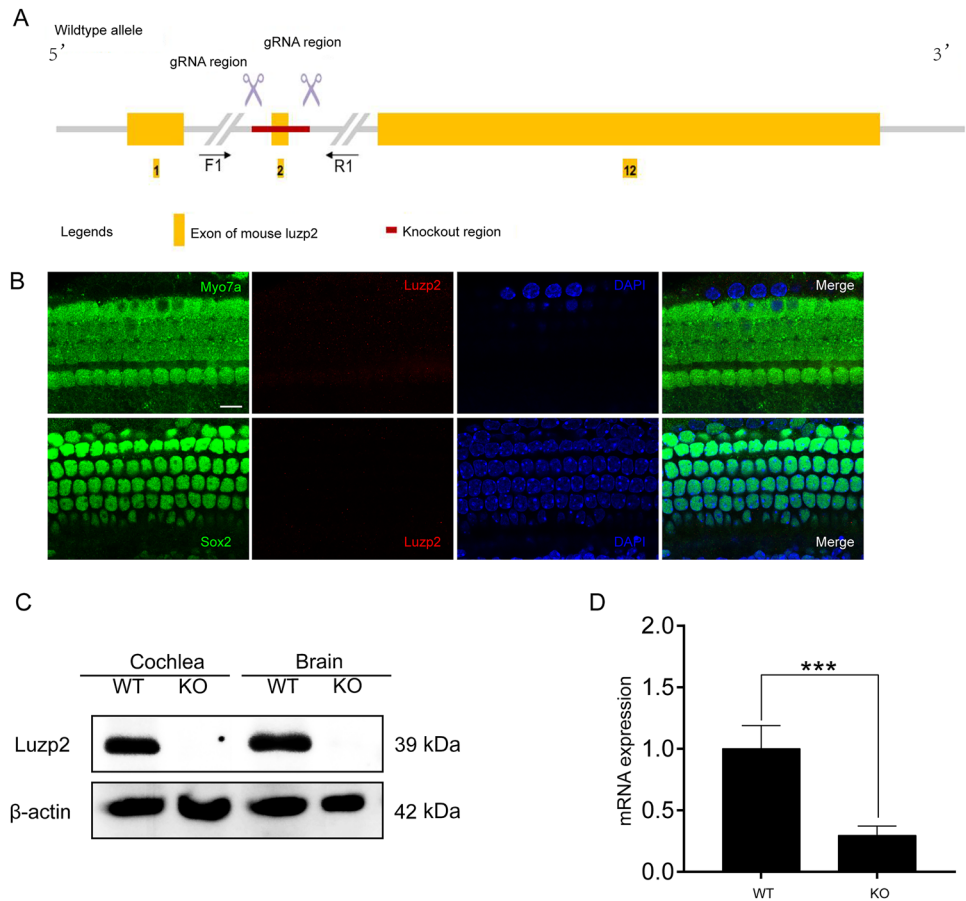 A
Wildtype allele
5’
3’
gRNA region
gRNA region
F1
R1
1
2
12
Legends
Exon of mouse luzp2
Knockout region
B
Myo7a
Luzp2
DAPI
Merge
Sox2
Luzp2
DAPI
Merge
C
Cochlea
Brain
WT
KO
WT
KO
Luzp2
39 kDa
β-actin
42 kDa
D
mRNA expression
2.0
1.5
1.0
0.5
0.0
***
WT
KO